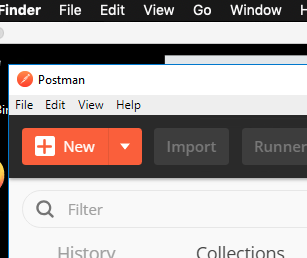 Finder File Edit View Go Window
Postman
File Edit View Help
New Import Runner
Filter
History Collections